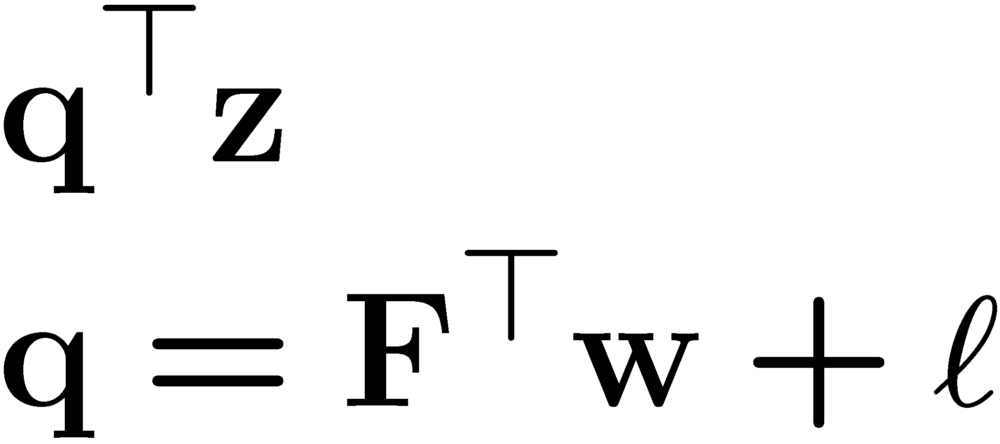 𝐪^⊤ 𝐳
𝐪 = 𝐅^⊤ 𝐰 + ℓ